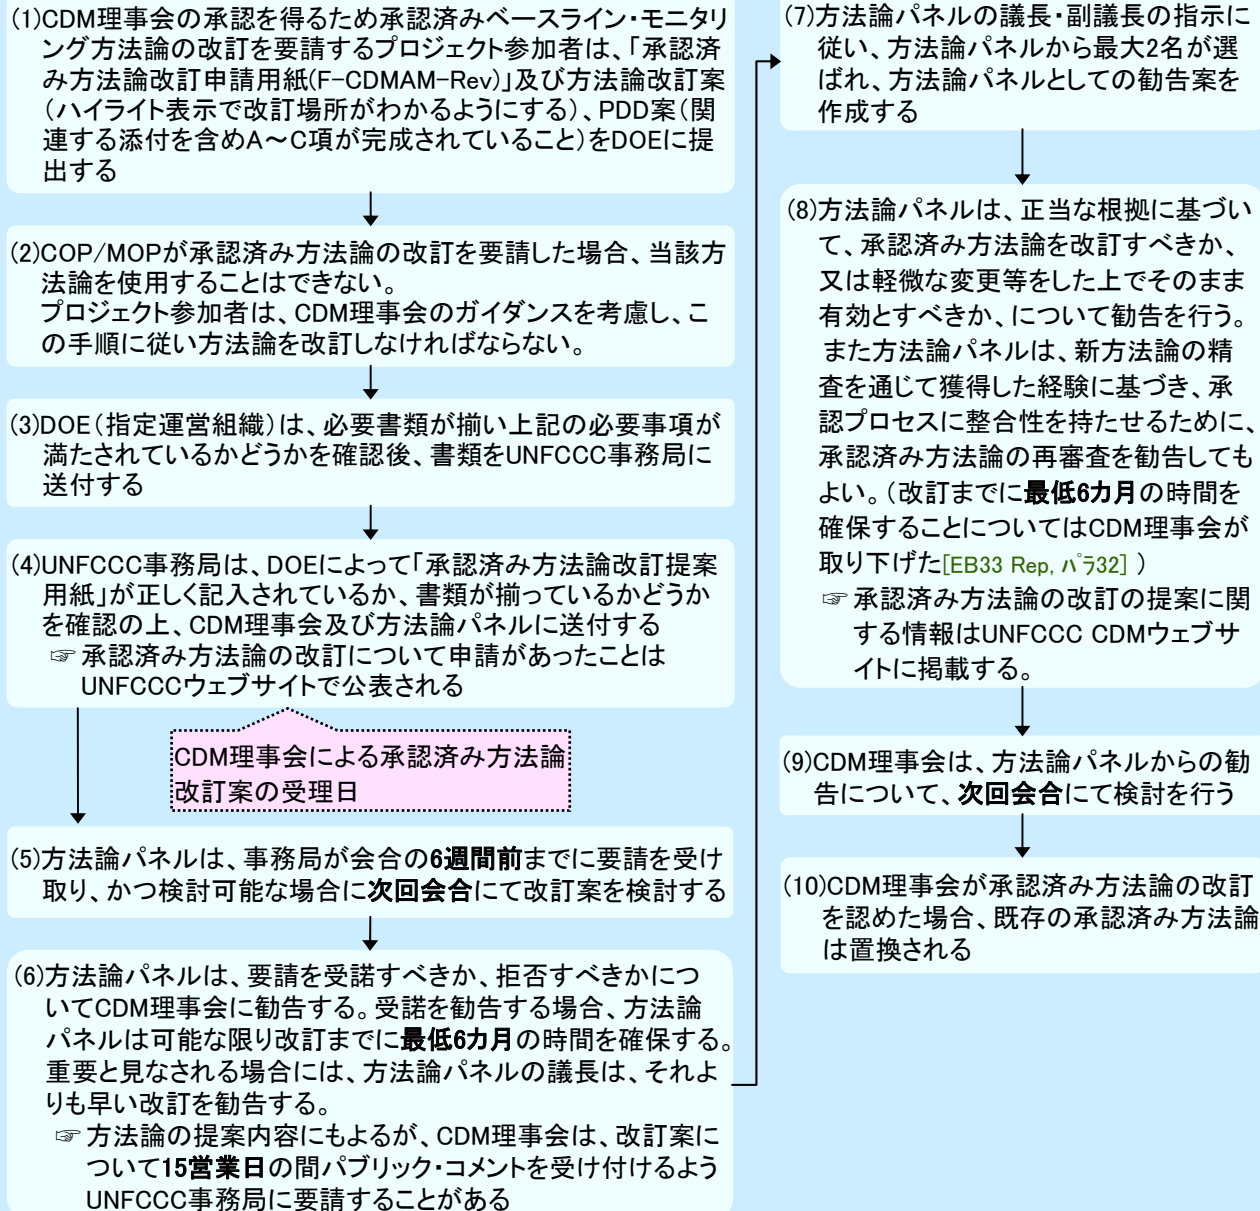 (1)CDM理事会の承認を得るため承認済みベースライン・モニタリ
ング方法論の改訂を要請するプロジェクト参加者は、「承認済
み方法論改訂申請用紙(F-CDMAM-Rev)」及び方法論改訂案
(ハイライト表示で改訂場所がわかるようにする)、PDD案(関
連する添付を含めA～C項が完成されていること)をDOEに提
出する
(2)COP/MOPが承認済み方法論の改訂を要請した場合、当該方
法論を使用することはできない。
プロジェクト参加者は、CDM理事会のガイダンスを考慮し、こ
の手順に従い方法論を改訂しなければならない。
(3)DOE(指定運営組織)は、必要書類が揃い上記の必要事項が
満たされているかどうかを確認後、書類をUNFCCC事務局に
送付する
(4)UNFCCC事務局は、DOEによって「承認済み方法論改訂提案
用紙」が正しく記入されているか、書類が揃っているかどうか
を確認の上、CDM理事会及び方法論パネルに送付する
☞承認済み方法論の改訂について申請があったことは
UNFCCCウェブサイトで公表される
CDM理事会による承認済み方法論
改訂案の受理日
(5)方法論パネルは、事務局が会合の6週間前までに要請を受け
取り、かつ検討可能な場合に次回会合にて改訂案を検討する
(6)方法論パネルは、要請を受諾すべきか、拒否すべきかにつ
いてCDM理事会に勧告する。受諾を勧告する場合、方法論
パネルは可能な限り改訂までに最低6カ月の時間を確保する。
重要と見なされる場合には、方法論パネルの議長は、それよ
りも早い改訂を勧告する。
☞方法論の提案内容にもよるが、CDM理事会は、改訂案に
ついて15営業日の間パブリック・コメントを受け付けるよう
UNFCCC事務局に要請することがある
(7)方法論パネルの議長・副議長の指示に
従い、方法論パネルから最大2名が選
ばれ、方法論パネルとしての勧告案を
作成する
(8)方法論パネルは、正当な根拠に基づい
て、承認済み方法論を改訂すべきか、
又は軽微な変更等をした上でそのまま
有効とすべきか、について勧告を行う。
また方法論パネルは、新方法論の精
査を通じて獲得した経験に基づき、承
認プロセスに整合性を持たせるために、
承認済み方法論の再審査を勧告しても
よい。(改訂までに最低6カ月の時間を
確保することについてはCDM理事会が
取り下げた[EB33 Rep, ﾊﾟﾗ32] )
☞承認済み方法論の改訂の提案に関
する情報はUNFCCC CDMウェブサ
イトに掲載する。
(9)CDM理事会は、方法論パネルからの勧
告について、次回会合にて検討を行う
(10)CDM理事会が承認済み方法論の改訂
を認めた場合、既存の承認済み方法論
は置換される